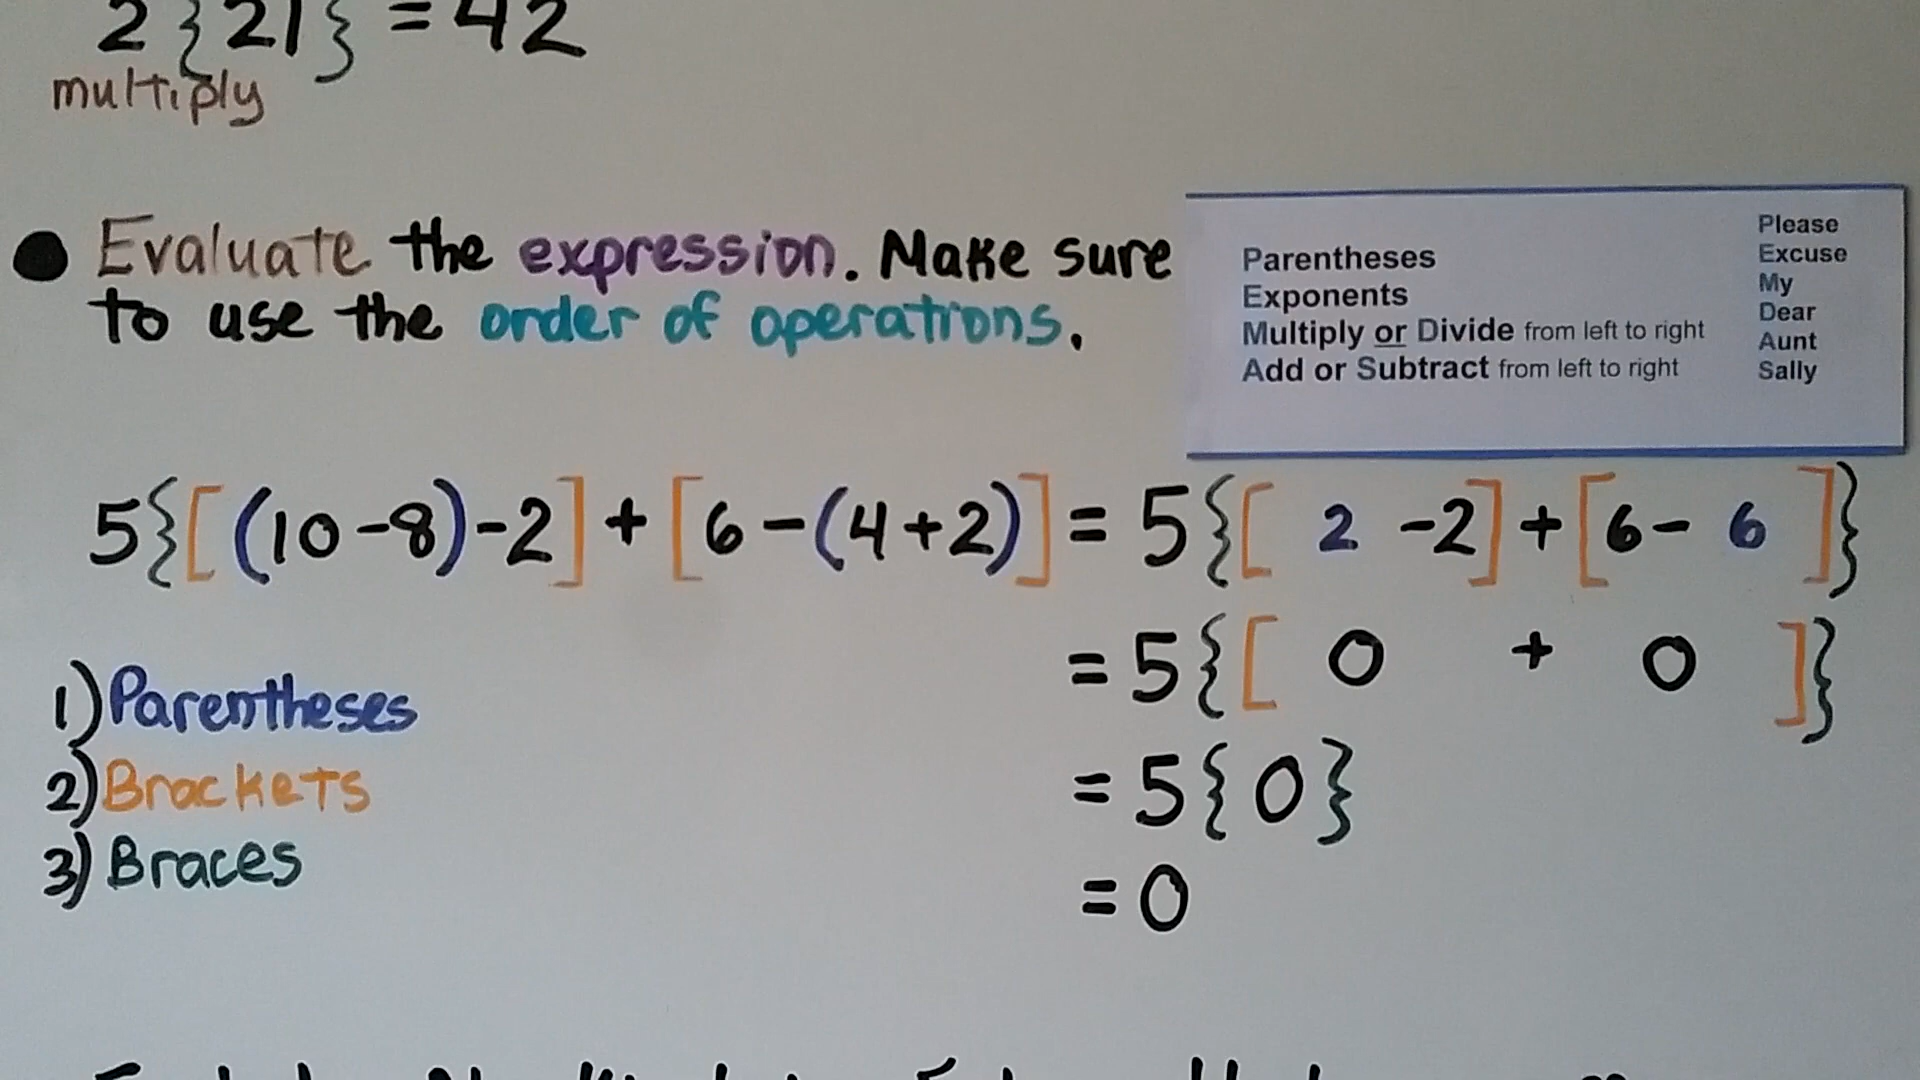 2{21} = 42
multiply
Evaluate the expression. Make sure
to use the order of operations.
Parentheses
Exponents
Multiply or Divide from left to right
Add or Subtract from left to right
Please
Excuse
My
Dear
Aunt
Sally
5{[(10-8)-2]+[6-(4+2)]=5{[2-2]+[6-6]}
=5{[0+0]}
=5{0}
=0
1) Parentheses
2) Brackets
3) Braces